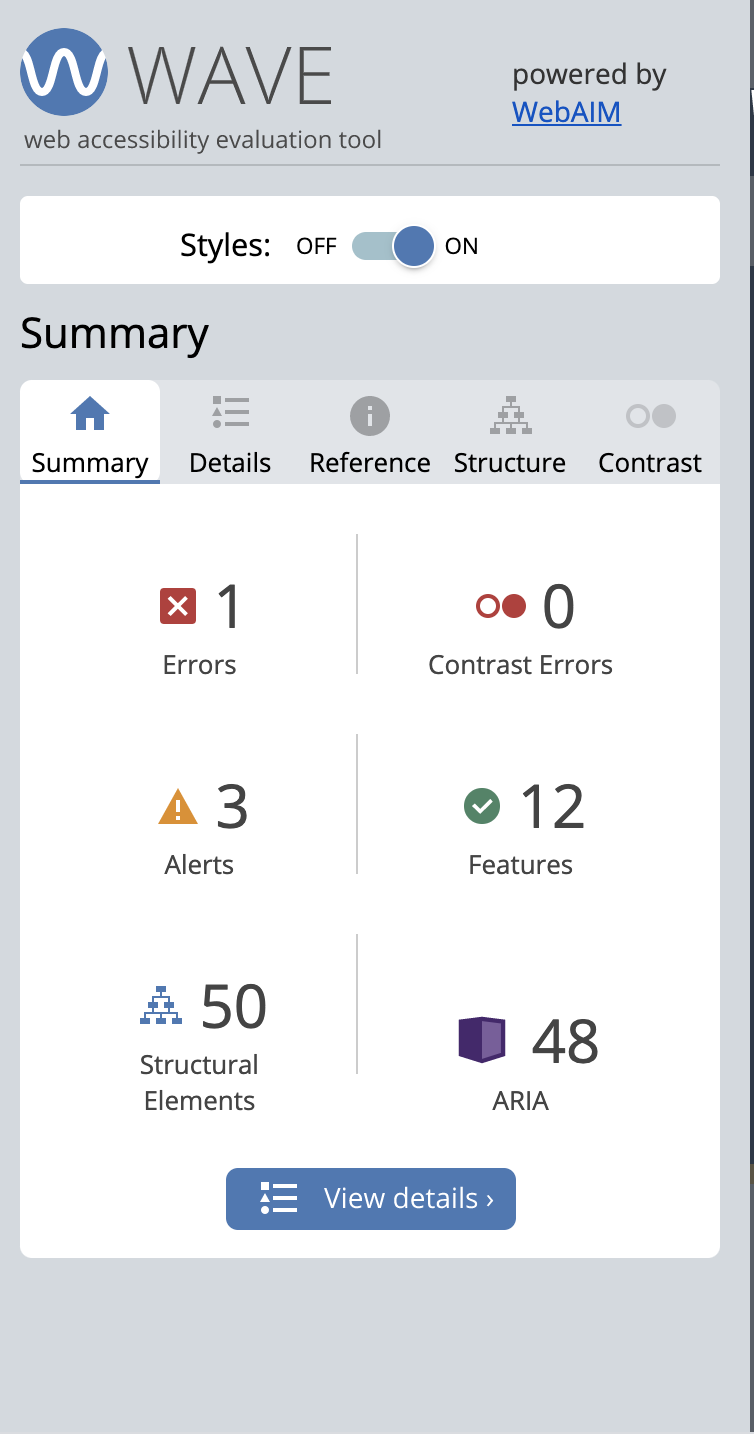 WAVE
web accessibility evaluation tool
powered by
WebAIM
Styles: OFF ON
Summary
Summary Details Reference Structure Contrast
1
Errors
0
Contrast Errors
3
Alerts
12
Features
50
Structural
Elements
48
ARIA
View details ›